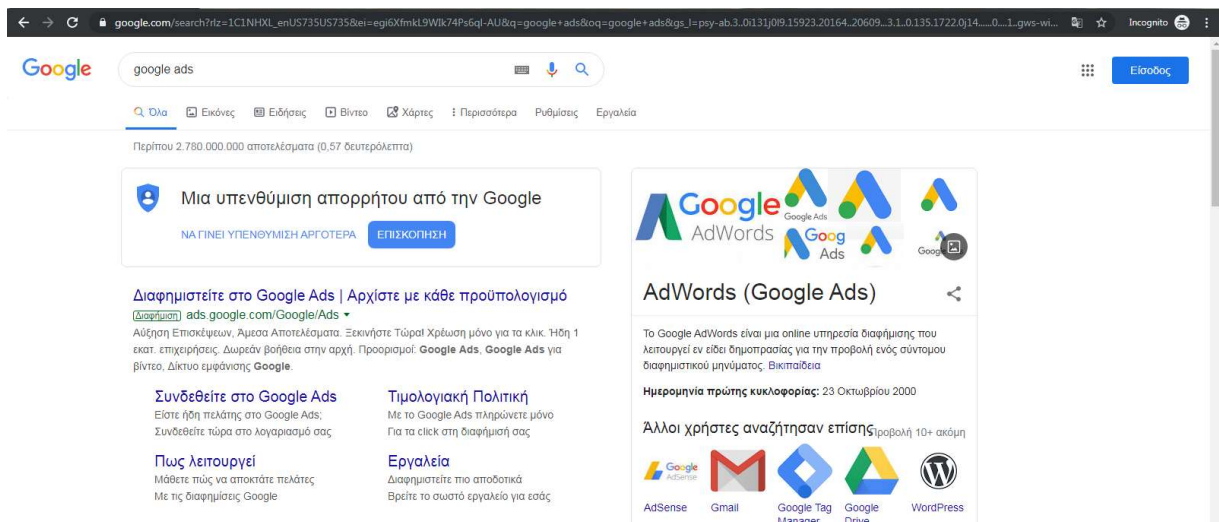 google.com/search?rlz=1C1NHXL_enUS735US735&ei=egi6XfmkL9WIk74Ps6ql-AU&q=google+ads&oq=google+ads&gs_l=psy-ab.3..0i131j0l9.15923.20164..20609...3.1..0.135.1722.0j14......0....1..gws-wi...
Incognito
Google
google ads
Είσοδος
Όλα Εικόνες Ειδήσεις Βίντεο Χάρτες Περισσότερα Ρυθμίσεις Εργαλεία
Περίπου 2.780.000.000 αποτελέσματα (0,57 δευτερόλεπτα)
Μια υπενθύμιση απορρήτου από την Google
ΝΑ ΓΙΝΕΙ ΥΠΕΝΘΥΜΙΣΗ ΑΡΓΟΤΕΡΑ ΕΠΙΣΚΟΠΗΣΗ
Διαφημιστείτε στο Google Ads | Αρχίστε με κάθε προϋπολογισμό
Διαφήμιση ads.google.com/Google/Ads
Αύξηση Επισκέψεων, Άμεσα Αποτελέσματα. Ξεκινήστε Τώρα! Χρέωση μόνο για τα κλικ. Ήδη 1
εκατ. επιχειρήσεις. Δωρεάν βοήθεια στην αρχή. Προορισμοί: Google Ads, Google Ads για
βίντεο, Δίκτυο εμφάνισης Google.
Συνδεθείτε στο Google Ads
Είστε ήδη πελάτης στο Google Ads;
Συνδεθείτε τώρα στο λογαριασμό σας
Τιμολογιακή Πολιτική
Με το Google Ads πληρώνετε μόνο
Για τα click στη διαφήμισή σας
Πως λειτουργεί
Μάθετε πώς να αποκτάτε πελάτες
Με τις διαφημίσεις Google
Εργαλεία
Διαφημιστείτε πιο αποδοτικά
Βρείτε το σωστό εργαλείο για εσάς
Google
AdWords
Google Ads
Goog
Ads
Google
AdWords (Google Ads)
Το Google AdWords είναι μια online υπηρεσία διαφήμισης που
λειτουργεί εν είδει δημοπρασίας για την προβολή ενός σύντομου
διαφημιστικού μηνύματος. Βικιπαίδεια
Ημερομηνία πρώτης κυκλοφορίας: 23 Οκτωβρίου 2000
Άλλοι χρήστες αναζήτησαν επίσης
Προβολή 10+ ακόμη
Google
AdSense
AdSense
Gmail
Google Tag
Manager
Google
Drive
WordPress